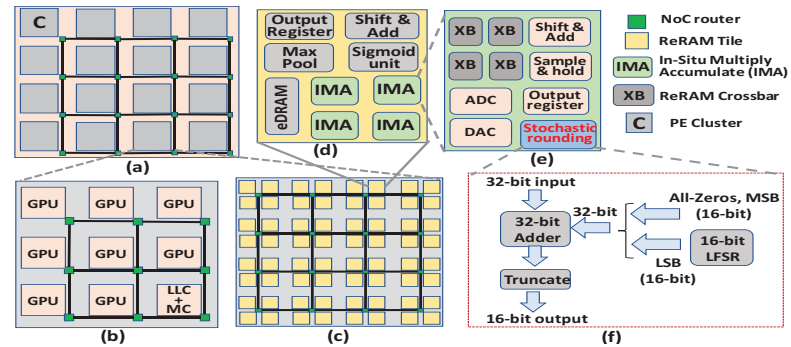 C
(a)
Output Register
Shift & Add
Max Pool
Sigmoid unit
eDRAM
IMA
IMA
IMA
IMA
(d)
XB
XB
Shift & Add
XB
XB
Sample & hold
ADC
Output register
DAC
Stochastic rounding
(e)
NoC router
ReRAM Tile
IMA
In-Situ Multiply Accumulate (IMA)
XB
ReRAM Crossbar
C
PE Cluster
GPU
GPU
GPU
GPU
GPU
GPU
GPU
GPU
LLC + MC
(b)
(c)
32-bit input
32-bit Adder
32-bit
All-Zeros, MSB (16-bit)
16-bit LFSR
LSB (16-bit)
Truncate
16-bit output
(f)